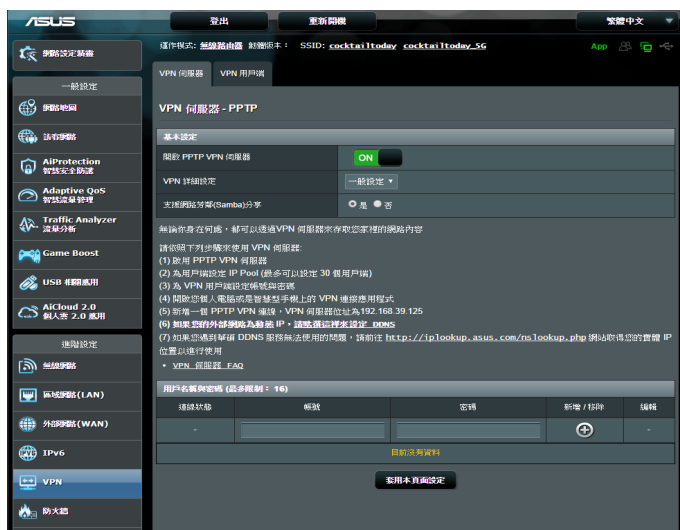 ASUS
登出
重新開機
繁體中文
運作模式: 無線路由器 韌體版本: SSID: cocktailtoday cocktailtoday_5G
App
VPN 伺服器
VPN 用戶端
網路設定精靈
一般設定
網路地圖
訪客網路
AiProtection
智慧安全防護
Adaptive QoS
智慧流量管理
Traffic Analyzer
流量分析
Game Boost
USB 相關應用
AiCloud 2.0
個人雲 2.0 應用
進階設定
無線網路
區域網路(LAN)
外部網路(WAN)
IPv6
VPN
防火牆
VPN 伺服器 - PPTP
基本設定
開啟 PPTP VPN 伺服器
ON
VPN 詳細設定
一般設定
支援網路芳鄰(Samba)分享
是 否
無論你身在何處，都可以透過VPN 伺服器來存取您家裡的網路內容
請依照下列步驟來使用 VPN 伺服器:
(1) 啟用 PPTP VPN 伺服器
(2) 為用戶端設定 IP Pool (最多可以設定 30 個用戶端)
(3) 為 VPN 用戶端設定帳號與密碼
(4) 開啟您個人電腦或是智慧型手機上的 VPN 連接應用程式
(5) 新增一個 PPTP VPN 連線，VPN 伺服器位址為192.168.39.125
(6) 如果您的外部網路為動態 IP，請點選這裡來設定 DDNS
(7) 如果您遇到華碩 DDNS 服務無法使用的問題，請前往 http://iplookup.asus.com/nslookup.php 網站取得您的實體 IP
位置以進行使用
VPN 伺服器 FAQ
用戶名稱與密碼 (最多限制 : 16)
連線狀態
帳號
密碼
新增 / 移除
編輯
-
-
目前沒有資料
套用本頁面設定